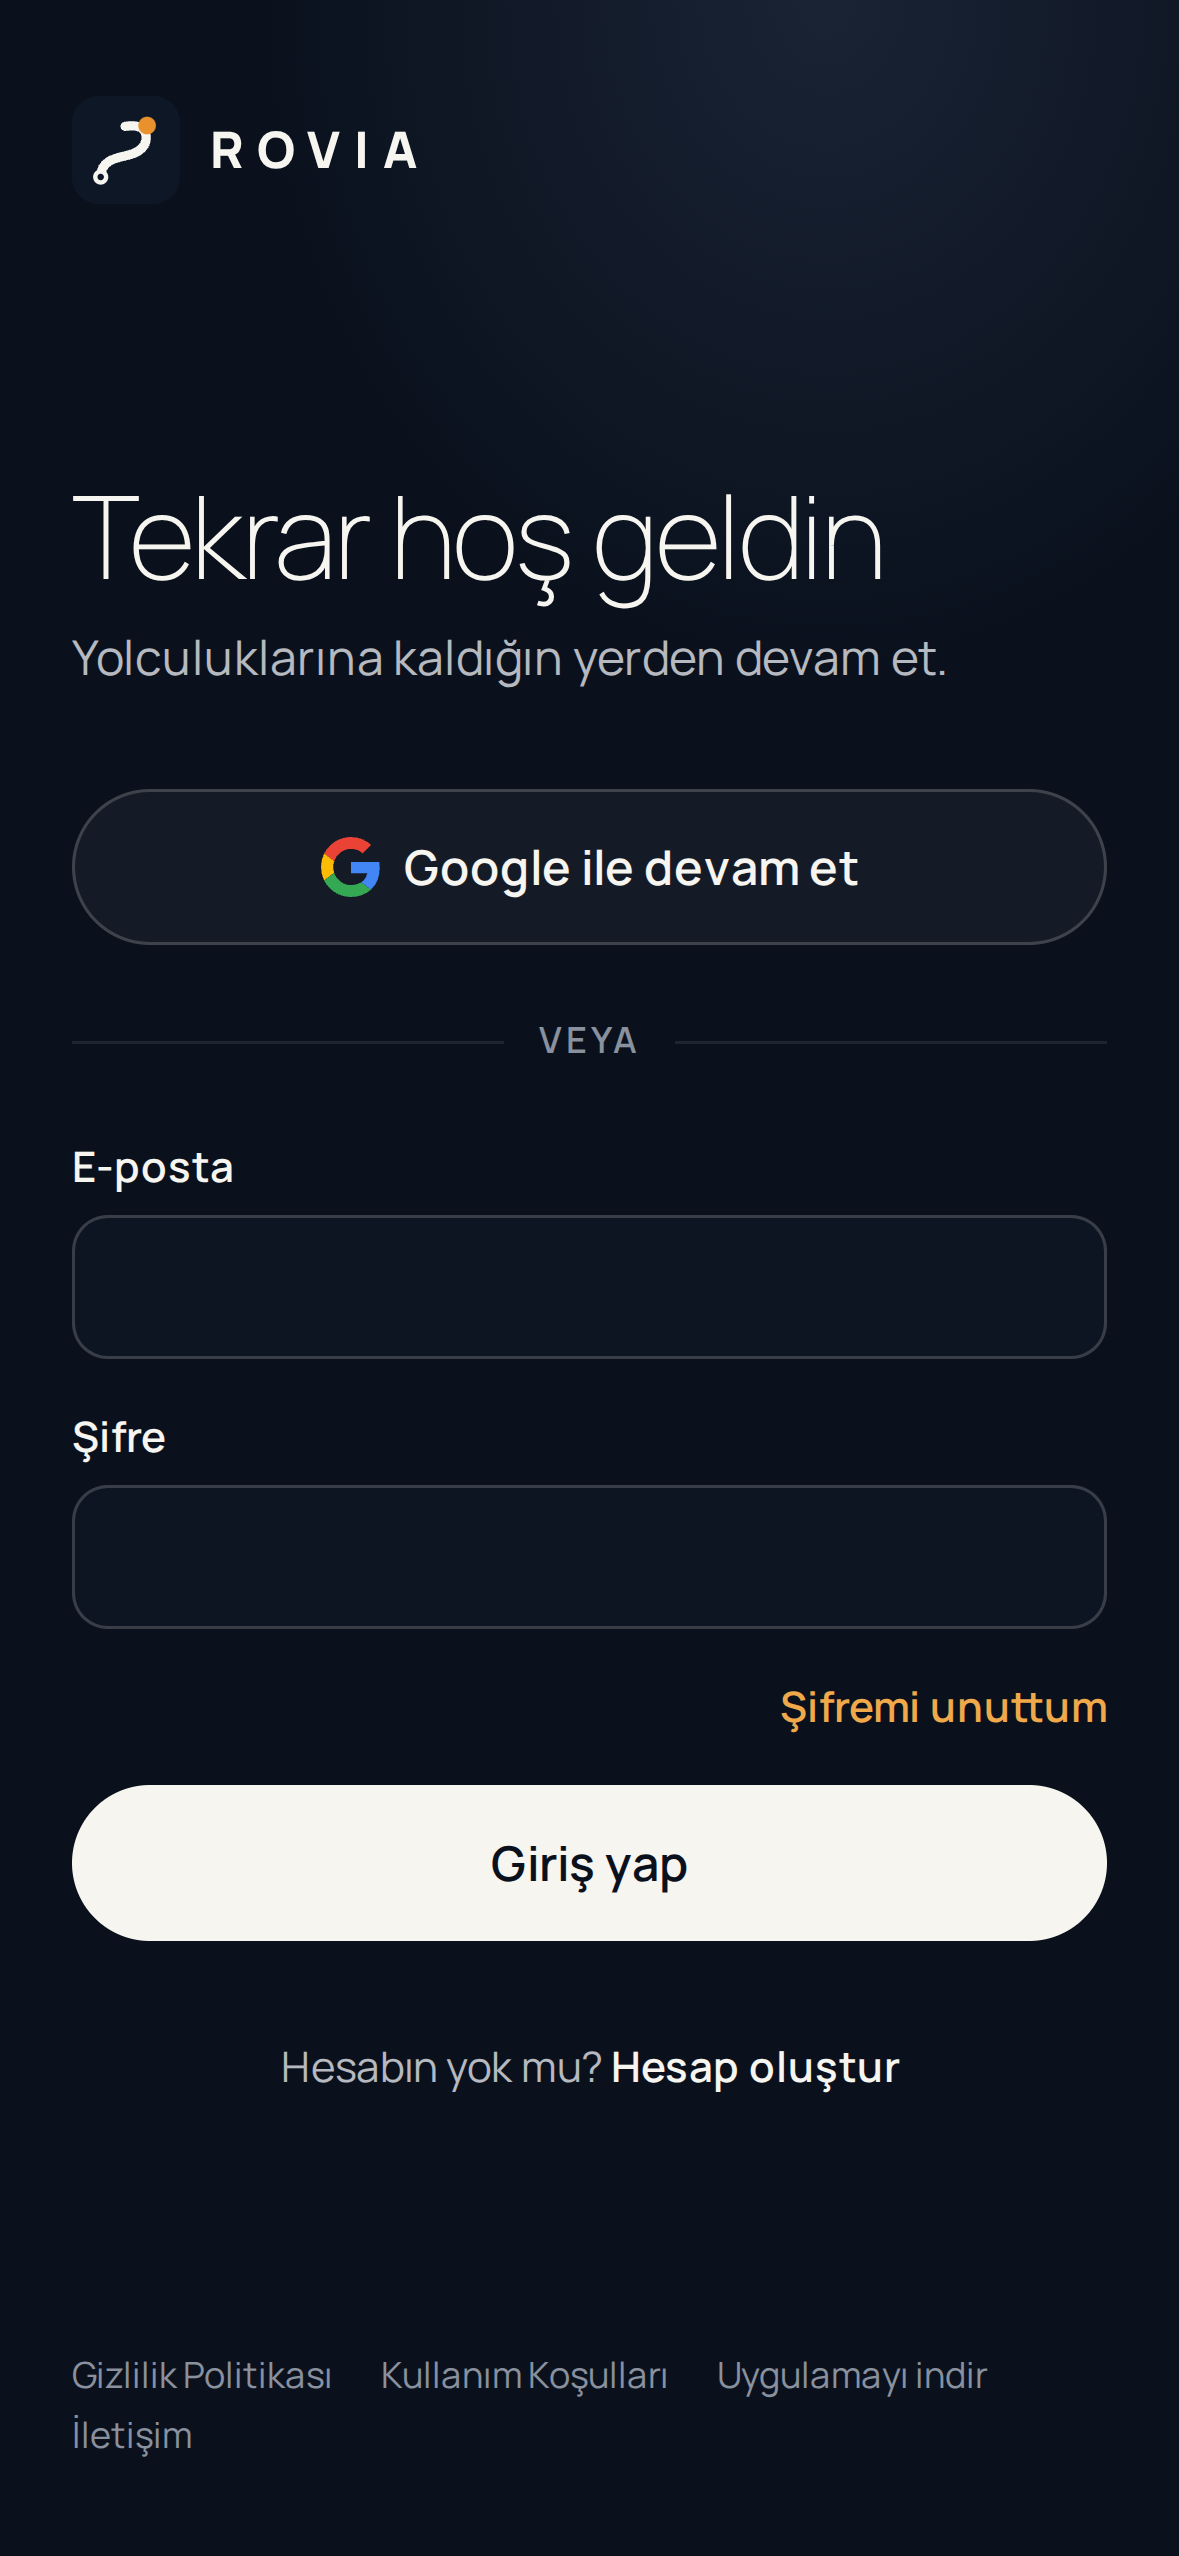 ROVIA
Tekrar hoş geldin
Yolculuklarına kaldığın yerden devam et.
Google ile devam et
VEYA
E-posta
Şifre
Şifremi unuttum
Giriş yap
Hesabın yok mu? Hesap oluştur
Gizlilik Politikası Kullanım Koşulları Uygulamayı indir
İletişim